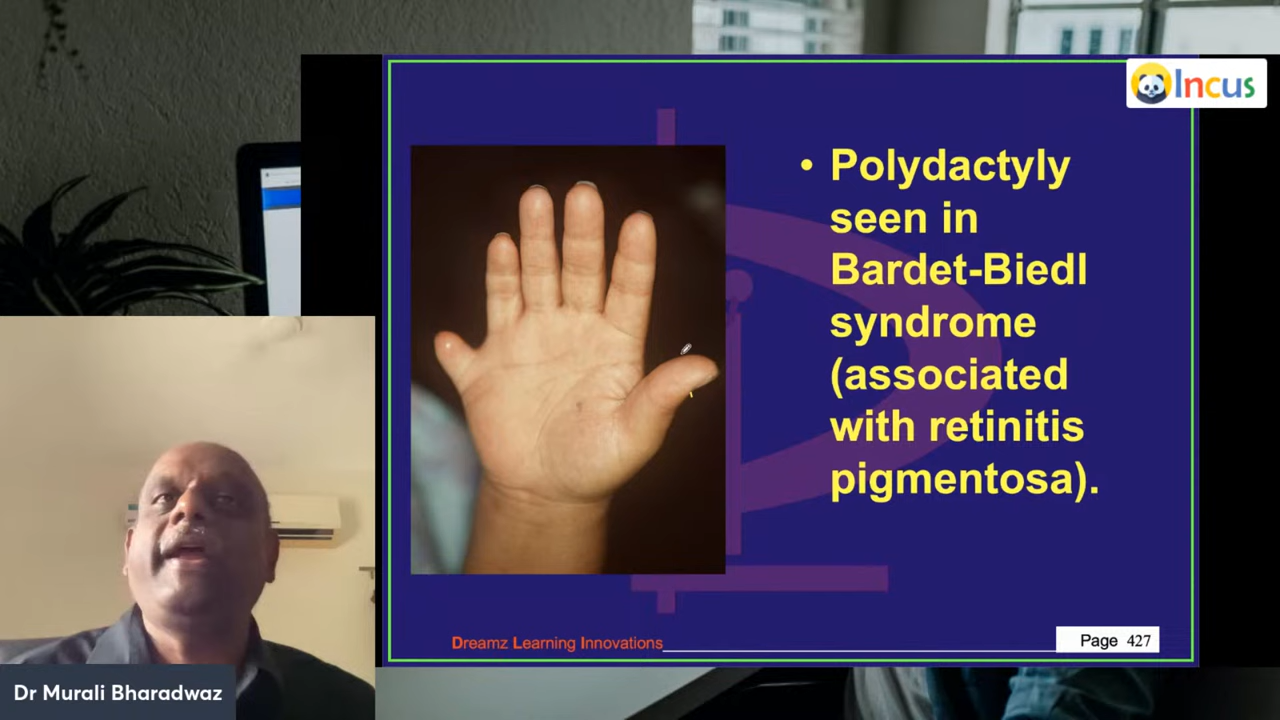 Incus
• Polydactyly
seen in
Bardet-Biedl
syndrome
(associated
with retinitis
pigmentosa).
Dreamz Learning Innovations
Page 427
Dr Murali Bharadwaz